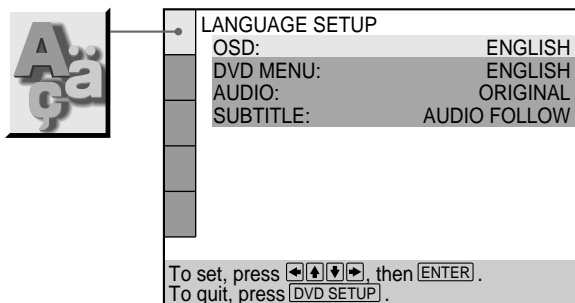 Aäç
LANGUAGE SETUP
OSD: ENGLISH
DVD MENU: ENGLISH
AUDIO: ORIGINAL
SUBTITLE: AUDIO FOLLOW
To set, press ←↑↓→, then ENTER.
To quit, press DVD SETUP.